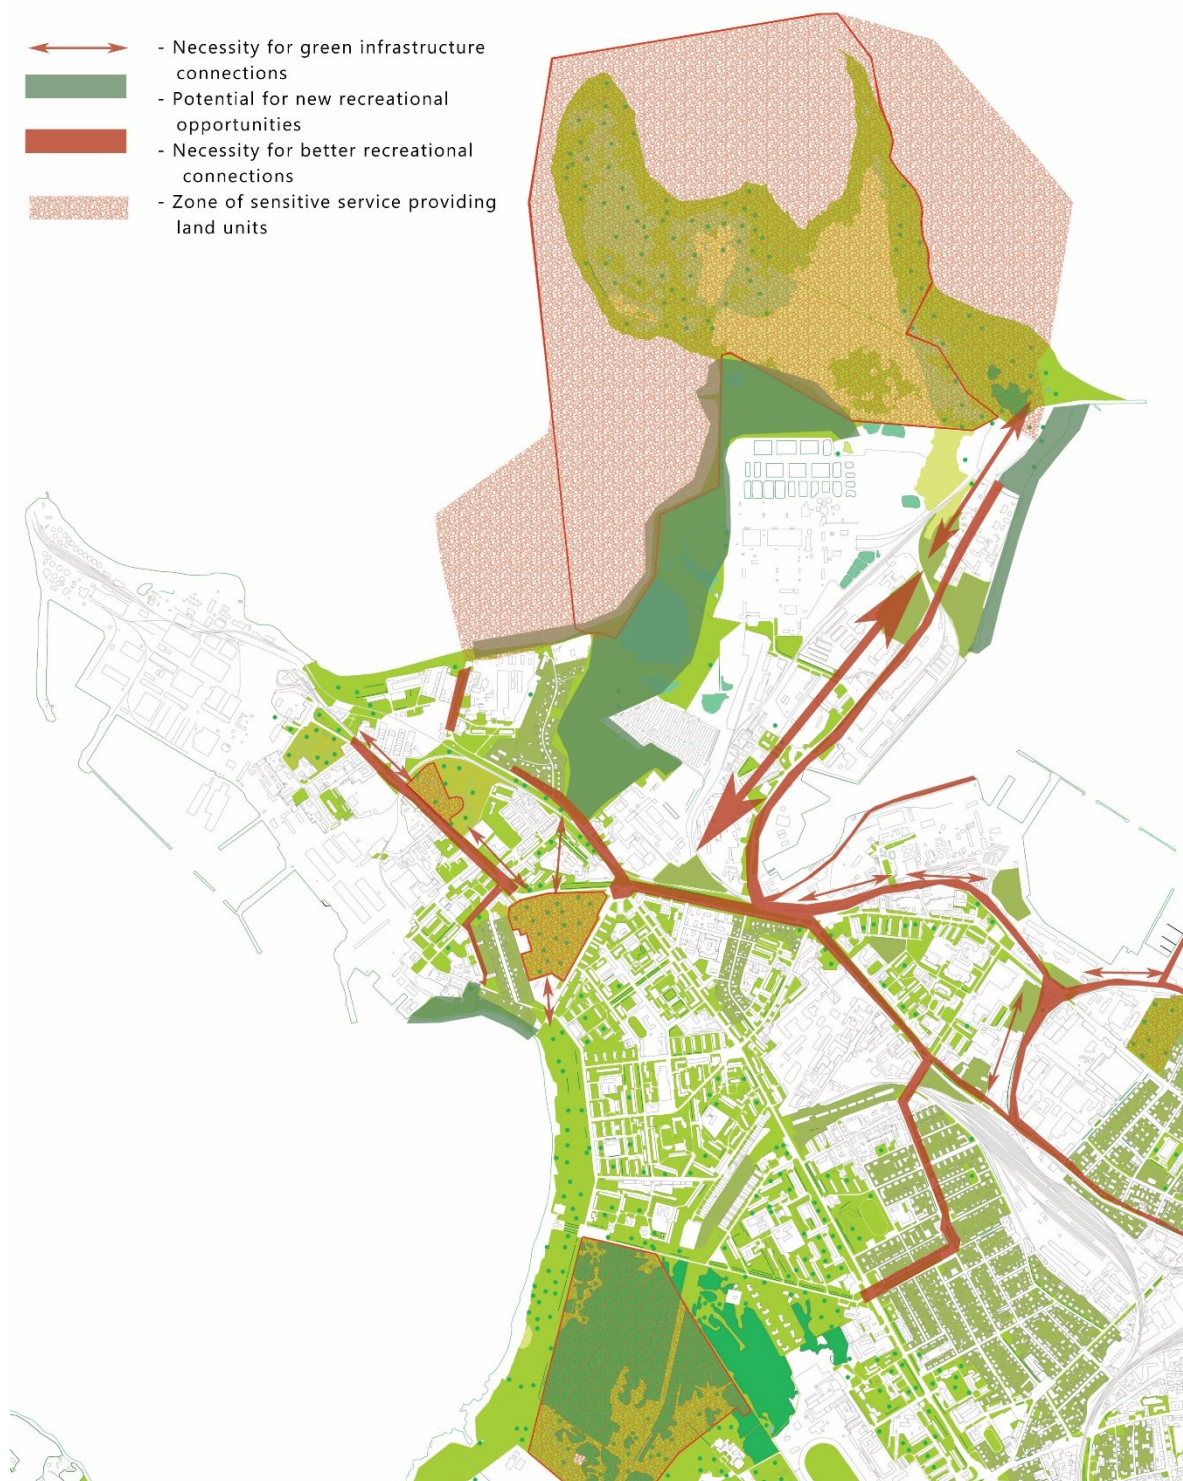 - Necessity for green infrastructure
connections
- Potential for new recreational
opportunities
- Necessity for better recreational
connections
- Zone of sensitive service providing
land units